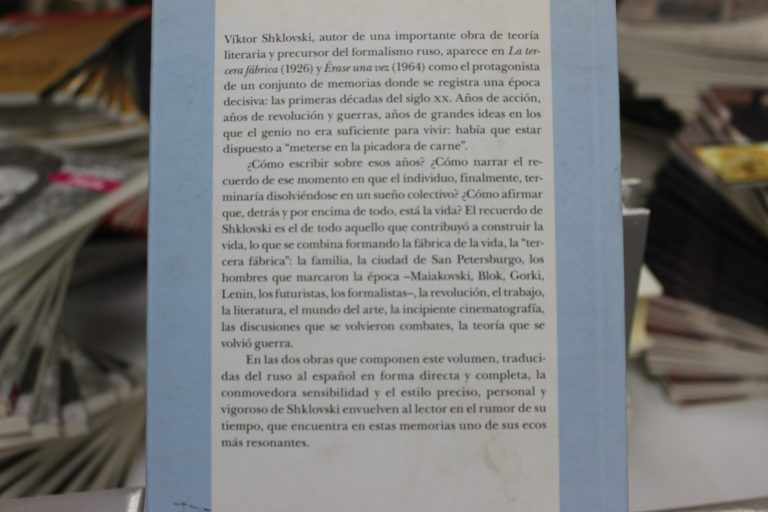 Víktor Shklovski, autor de una importante obra de teoría
literaria y precursor del formalismo ruso, aparece en La ter-
cera fábrica (1926) y Érase una vez (1964) como el protagonista
de un conjunto de memorias donde se registra una época
decisiva: las primeras décadas del siglo XX. Años de acción,
años de revolución y guerras, años de grandes ideas en los
que el genio no era suficiente para vivir: había que estar
dispuesto a “meterse en la picadora de carne”.
¿Cómo escribir sobre esos años? ¿Cómo narrar el re-
cuerdo de ese momento en que el individuo, finalmente, ter-
minaría disolviéndose en un sueño colectivo? ¿Cómo afirmar
que, detrás y por encima de todo, está la vida? El recuerdo de
Shklovski es el de todo aquello que contribuyó a construir la
vida, lo que se combina formando la fábrica de la vida, la “ter-
cera fábrica”: la familia, la ciudad de San Petersburgo, los
hombres que marcaron la época –Maiakovski, Blok, Gorki,
Lenin, los futuristas, los formalistas–, la revolución, el trabajo,
la literatura, el mundo del arte, la incipiente cinematografía,
las discusiones que se volvieron combates, la teoría que se
volvió guerra.
En las dos obras que componen este volumen, traduci-
das del ruso al español en forma directa y completa, la
conmovedora sensibilidad y el estilo preciso, personal y
vigoroso de Shklovski envuelven al lector en el rumor de su
tiempo, que encuentra en estas memorias uno de sus ecos
más resonantes.